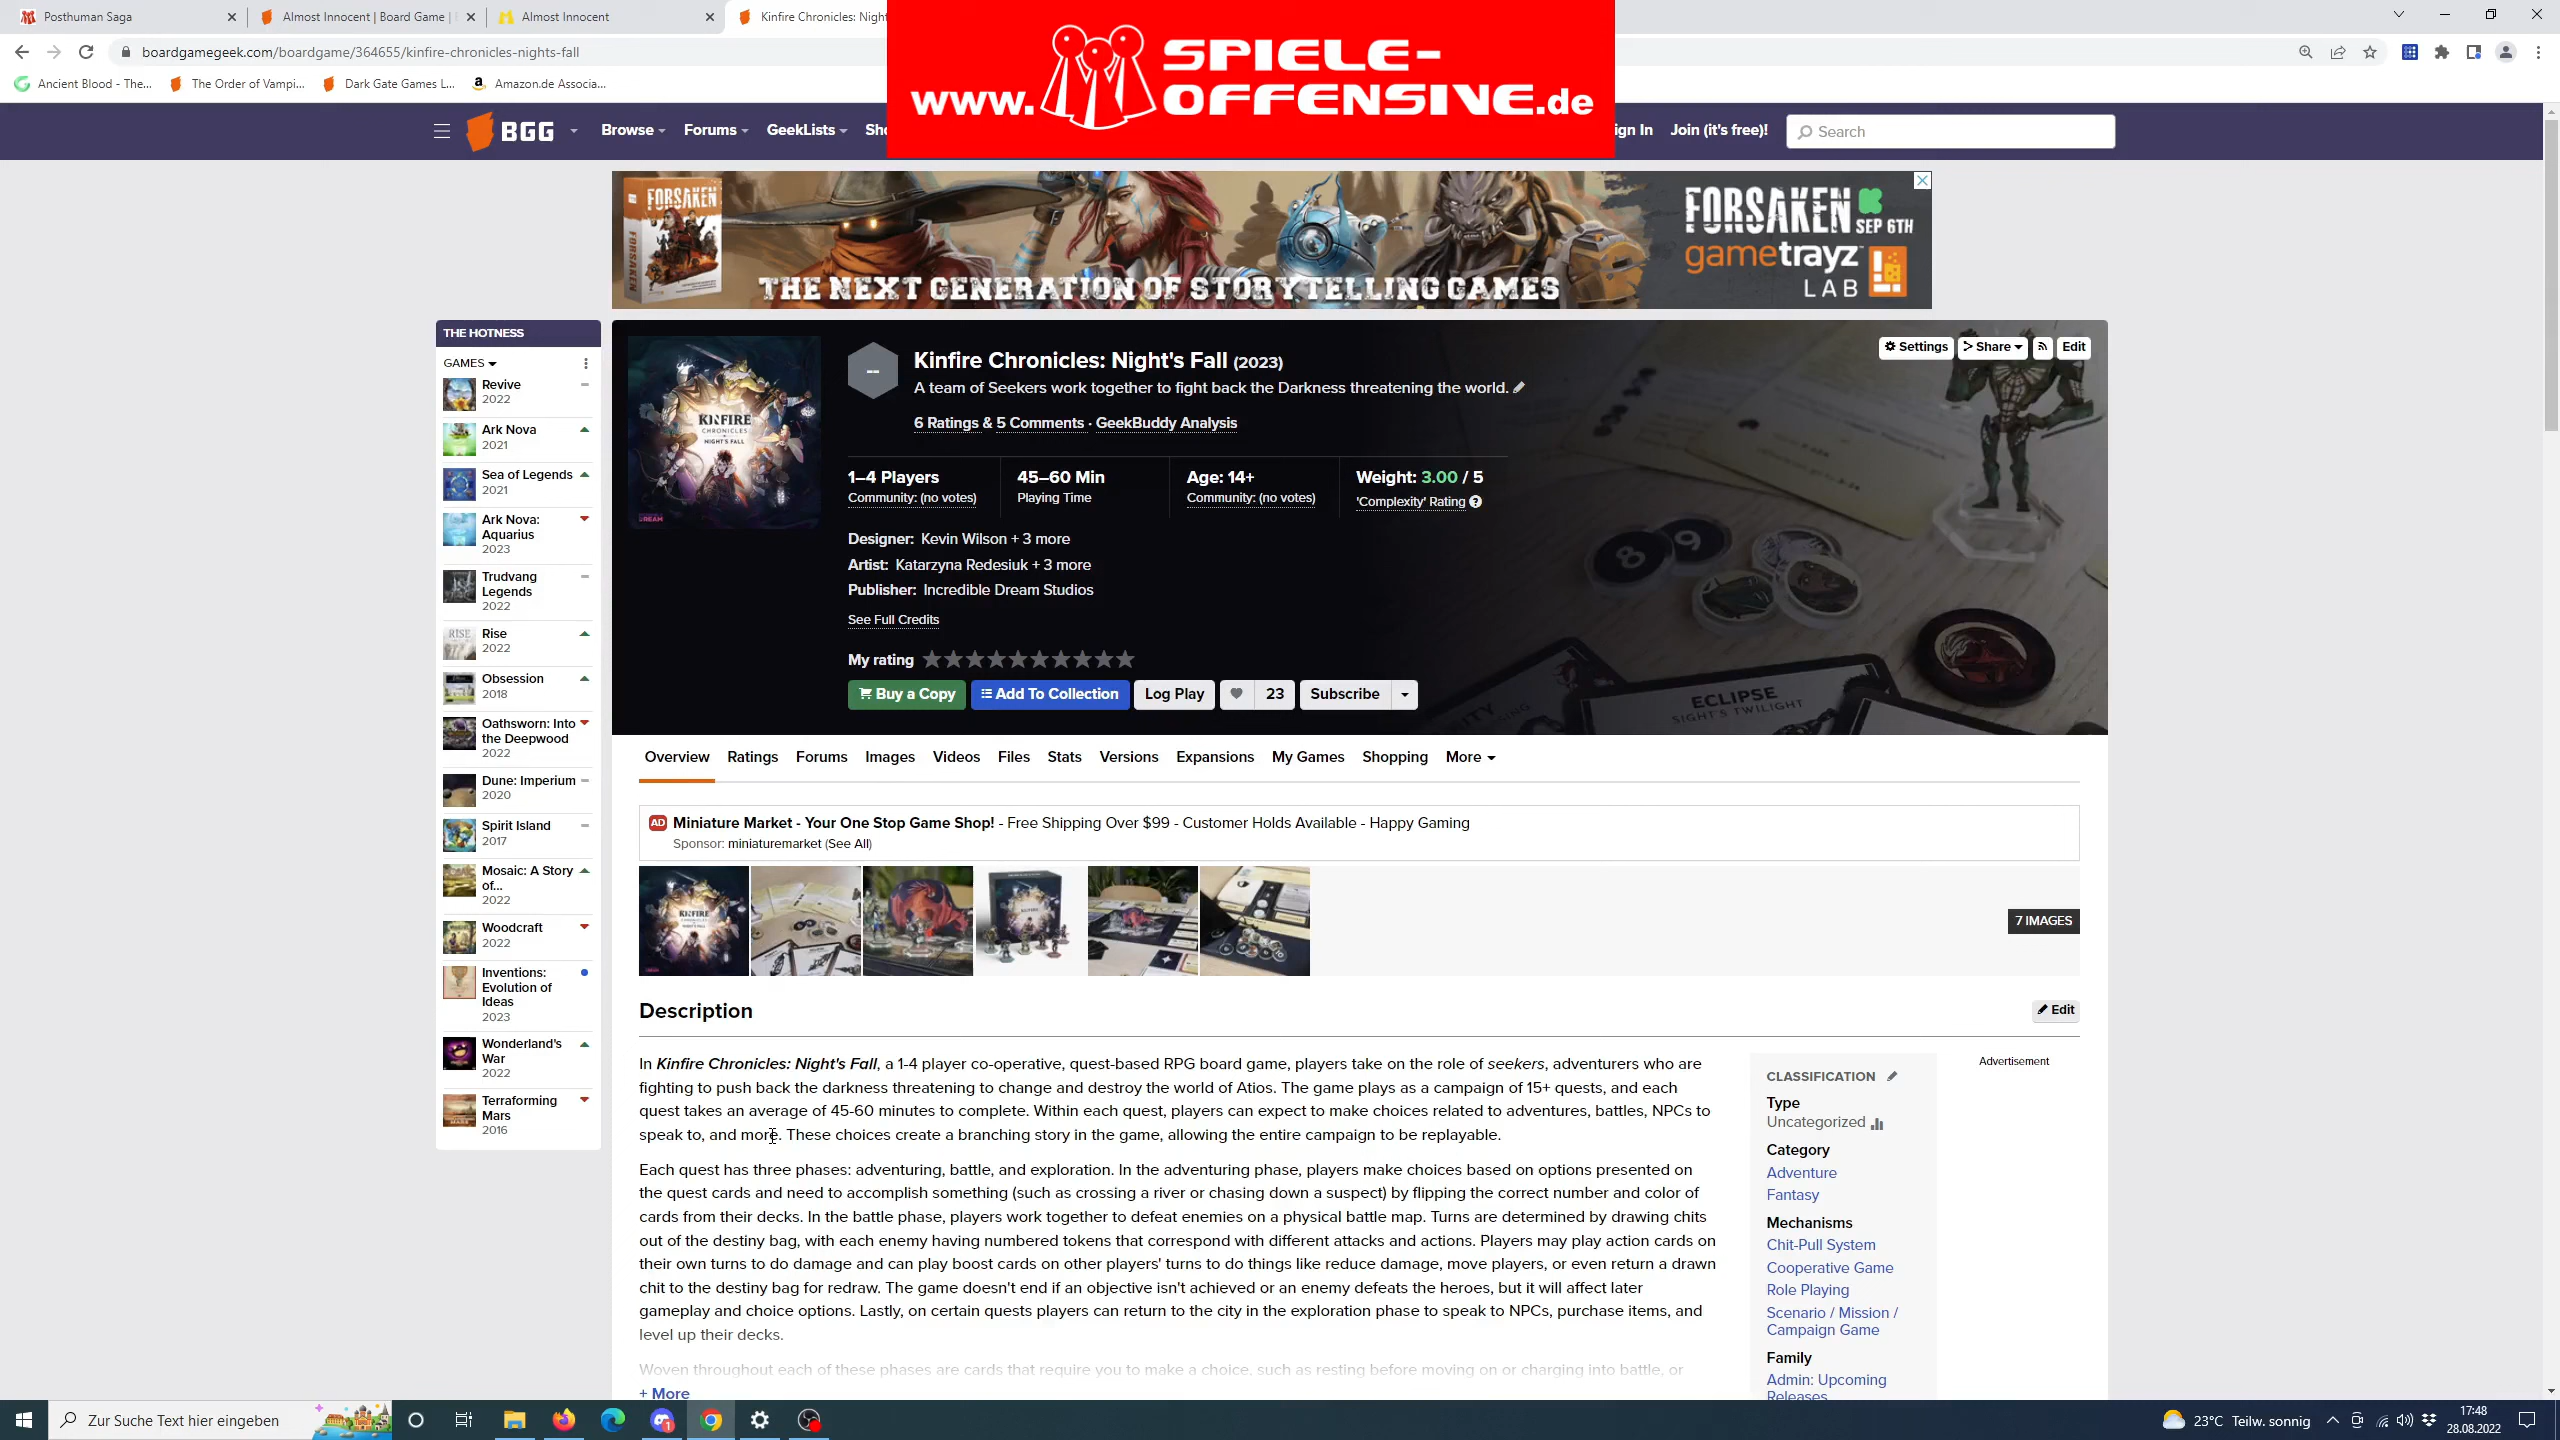 Posthuman Saga
Almost Innocent | Board Game |
Almost Innocent
Kinfire Chronicles: Nigh
boardgamegeek.com/boardgame/364655/kinfire-chronicles-nights-fall
Ancient Blood - The...
The Order of Vampi...
Dark Gate Games L...
Amazon.de Associa...
www.
SPIELE-
OFFENSIVE.de
BGG
Browse
Forums
GeekLists
Sh
ign In
Join (it's free)!
Search
FORSAKEN
FORSAKEN
THE NEXT GENERATION OF STORYTELLING GAMES
FORSAKEN
SEP 6TH
gametrayz
LAB
THE HOTNESS
GAMES
Revive
2022
Ark Nova
2021
Sea of Legends
2021
Ark Nova:
Aquarius
2023
Trudvang
Legends
2022
RISE
Rise
2022
Obsession
2018
Oathsworn: Into
the Deepwood
2022
Dune: Imperium
2020
Spirit Island
2017
Mosaic: A Story
of...
2022
Woodcraft
2022
Inventions:
Evolution of
Ideas
2023
Wonderland's
War
2022
Terraforming
Mars
2016
KINFIRE
CHRONICLES
NIGHT'S FALL
--
Kinfire Chronicles: Night's Fall (2023)
A team of Seekers work together to fight back the Darkness threatening the world.
6 Ratings & 5 Comments · GeekBuddy Analysis
1–4 Players
Community: (no votes)
45–60 Min
Playing Time
Age: 14+
Community: (no votes)
Weight: 3.00 / 5
'Complexity' Rating
Designer: Kevin Wilson + 3 more
Artist: Katarzyna Redesiuk + 3 more
Publisher: Incredible Dream Studios
See Full Credits
My rating
Buy a Copy
Add To Collection
Log Play
23
Subscribe
Settings
Share
Edit
8
9
ECLIPSE
SIGHT'S TWILIGHT
Overview
Ratings
Forums
Images
Videos
Files
Stats
Versions
Expansions
My Games
Shopping
More
AD Miniature Market - Your One Stop Game Shop! - Free Shipping Over $99 - Customer Holds Available - Happy Gaming
Sponsor: miniaturemarket (See All)
KINFIRE
7 IMAGES
Description
Edit
In Kinfire Chronicles: Night's Fall, a 1-4 player co-operative, quest-based RPG board game, players take on the role of seekers, adventurers who are
fighting to push back the darkness threatening to change and destroy the world of Atios. The game plays as a campaign of 15+ quests, and each
quest takes an average of 45-60 minutes to complete. Within each quest, players can expect to make choices related to adventures, battles, NPCs to
speak to, and more. These choices create a branching story in the game, allowing the entire campaign to be replayable.
Each quest has three phases: adventuring, battle, and exploration. In the adventuring phase, players make choices based on options presented on
the quest cards and need to accomplish something (such as crossing a river or chasing down a suspect) by flipping the correct number and color of
cards from their decks. In the battle phase, players work together to defeat enemies on a physical battle map. Turns are determined by drawing chits
out of the destiny bag, with each enemy having numbered tokens that correspond with different attacks and actions. Players may play action cards on
their own turns to do damage and can play boost cards on other players' turns to do things like reduce damage, move players, or even return a drawn
chit to the destiny bag for redraw. The game doesn't end if an objective isn't achieved or an enemy defeats the heroes, but it will affect later
gameplay and choice options. Lastly, on certain quests players can return to the city in the exploration phase to speak to NPCs, purchase items, and
level up their decks.
Woven throughout each of these phases are cards that require you to make a choice, such as resting before moving on or charging into battle, or
+ More
CLASSIFICATION
Type
Uncategorized
Category
Adventure
Fantasy
Mechanisms
Chit-Pull System
Cooperative Game
Role Playing
Scenario / Mission /
Campaign Game
Family
Admin: Upcoming
Releases
Advertisement
Zur Suche Text hier eingeben
23°C Teilw. sonnig
17:48
28.08.2022